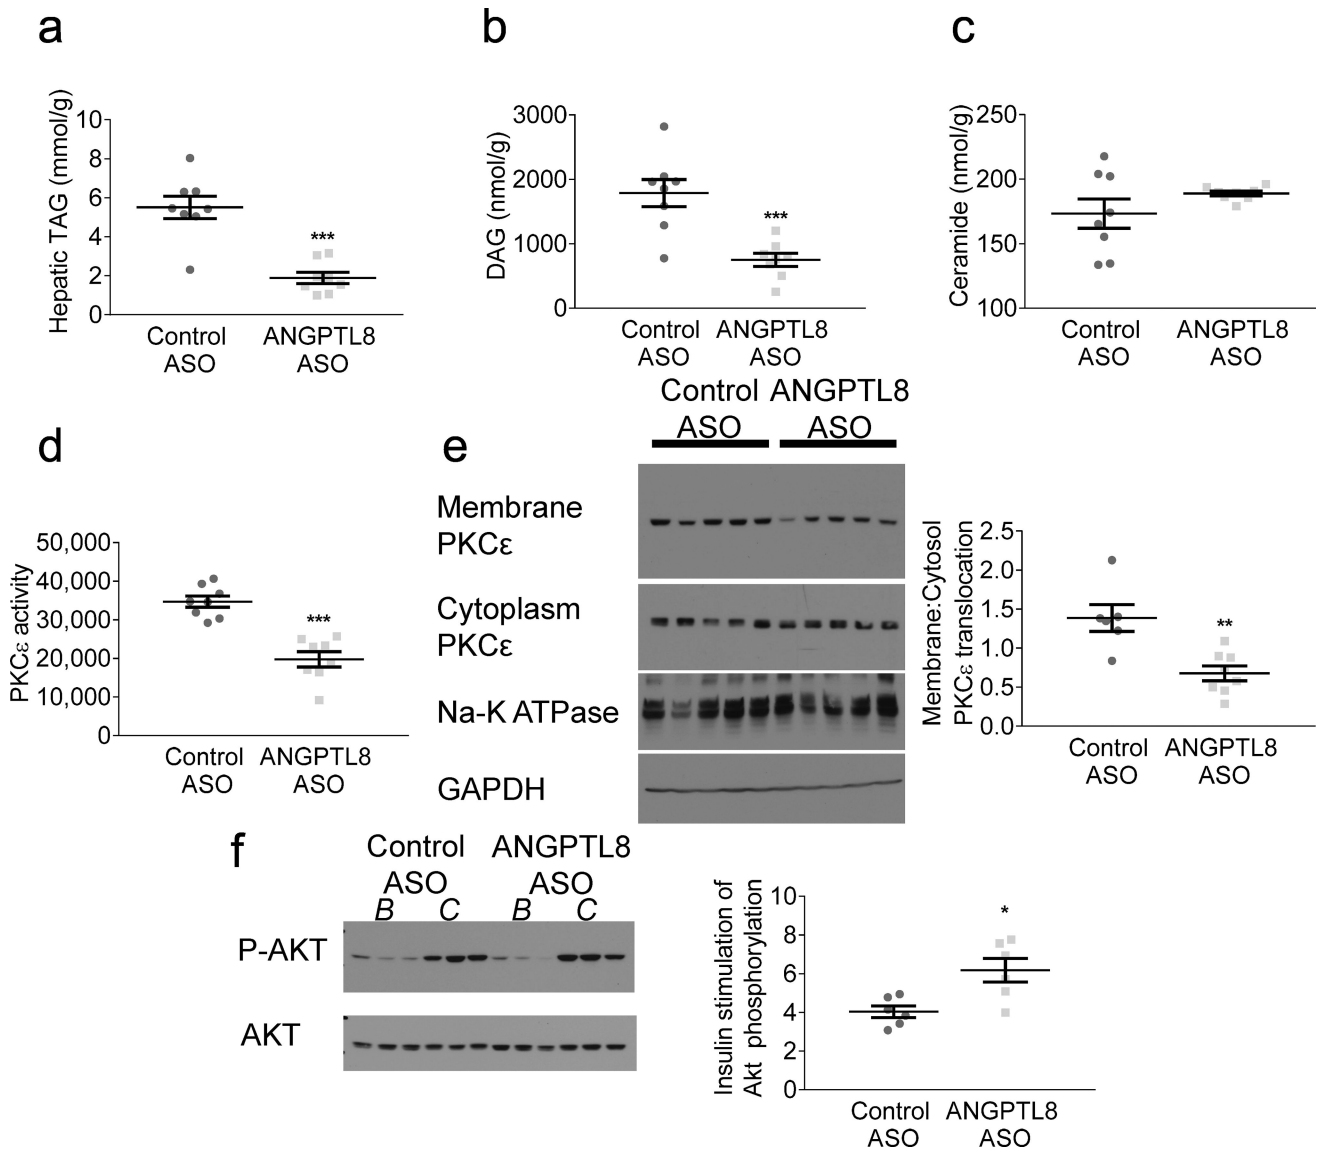 a
Hepatic TAG (mmol/g)
10
8
6
4
2
0
***
Control
ASO
ANGPTL8
ASO
b
DAG (nmol/g)
3000
2000
1000
0
***
Control
ASO
ANGPTL8
ASO
c
Ceramide (nmol/g)
250
200
150
100
Control
ASO
ANGPTL8
ASO
d
PKCε activity
50,000
40,000
30,000
20,000
10,000
0
***
Control
ASO
ANGPTL8
ASO
e
Control
ASO
ANGPTL8
ASO
Membrane
PKCε
Cytoplasm
PKCε
Na-K ATPase
GAPDH
Membrane:Cytosol
PKCε translocation
2.5
2.0
1.5
1.0
0.5
0.0
**
Control
ASO
ANGPTL8
ASO
f
Control
ASO
ANGPTL8
ASO
B
C
B
C
P-AKT
AKT
Insulin stimulation of
Akt phosphorylation
10
8
6
4
2
0
*
Control
ASO
ANGPTL8
ASO